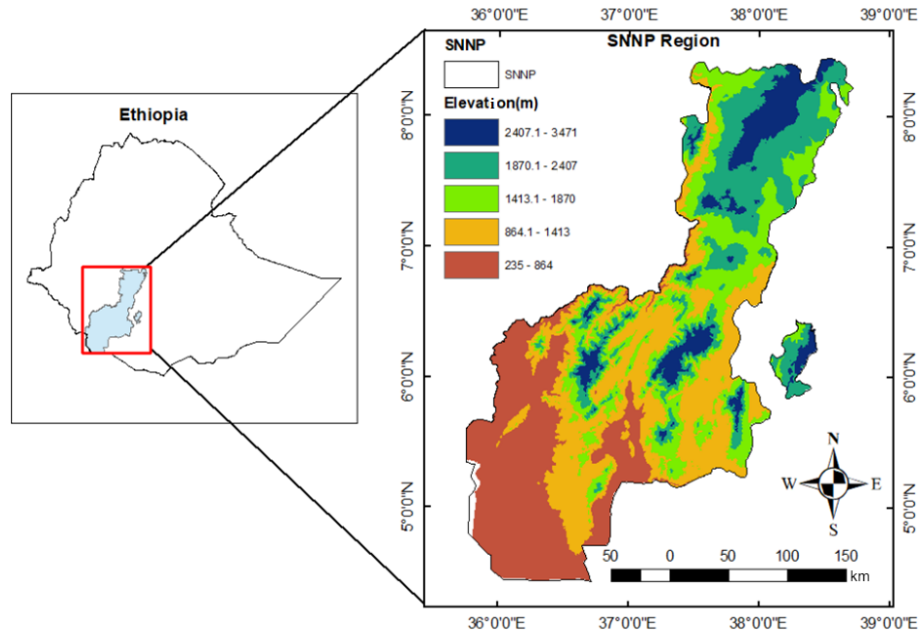 Ethiopia
36°0'0"E 37°0'0"E 38°0'0"E 39°0'0"E
SNNP Region
SNNP
SNNP
Elevation(m)
2407.1 - 3471
1870.1 - 2407
1413.1 - 1870
864.1 - 1413
235 - 864
8°0'0"N
7°0'0"N
6°0'0"N
5°0'0"N
8°0'0"N
7°0'0"N
6°0'0"N
5°0'0"N
N
W E
S
50 0 50 100 150
km
36°0'0"E 37°0'0"E 38°0'0"E 39°0'0"E